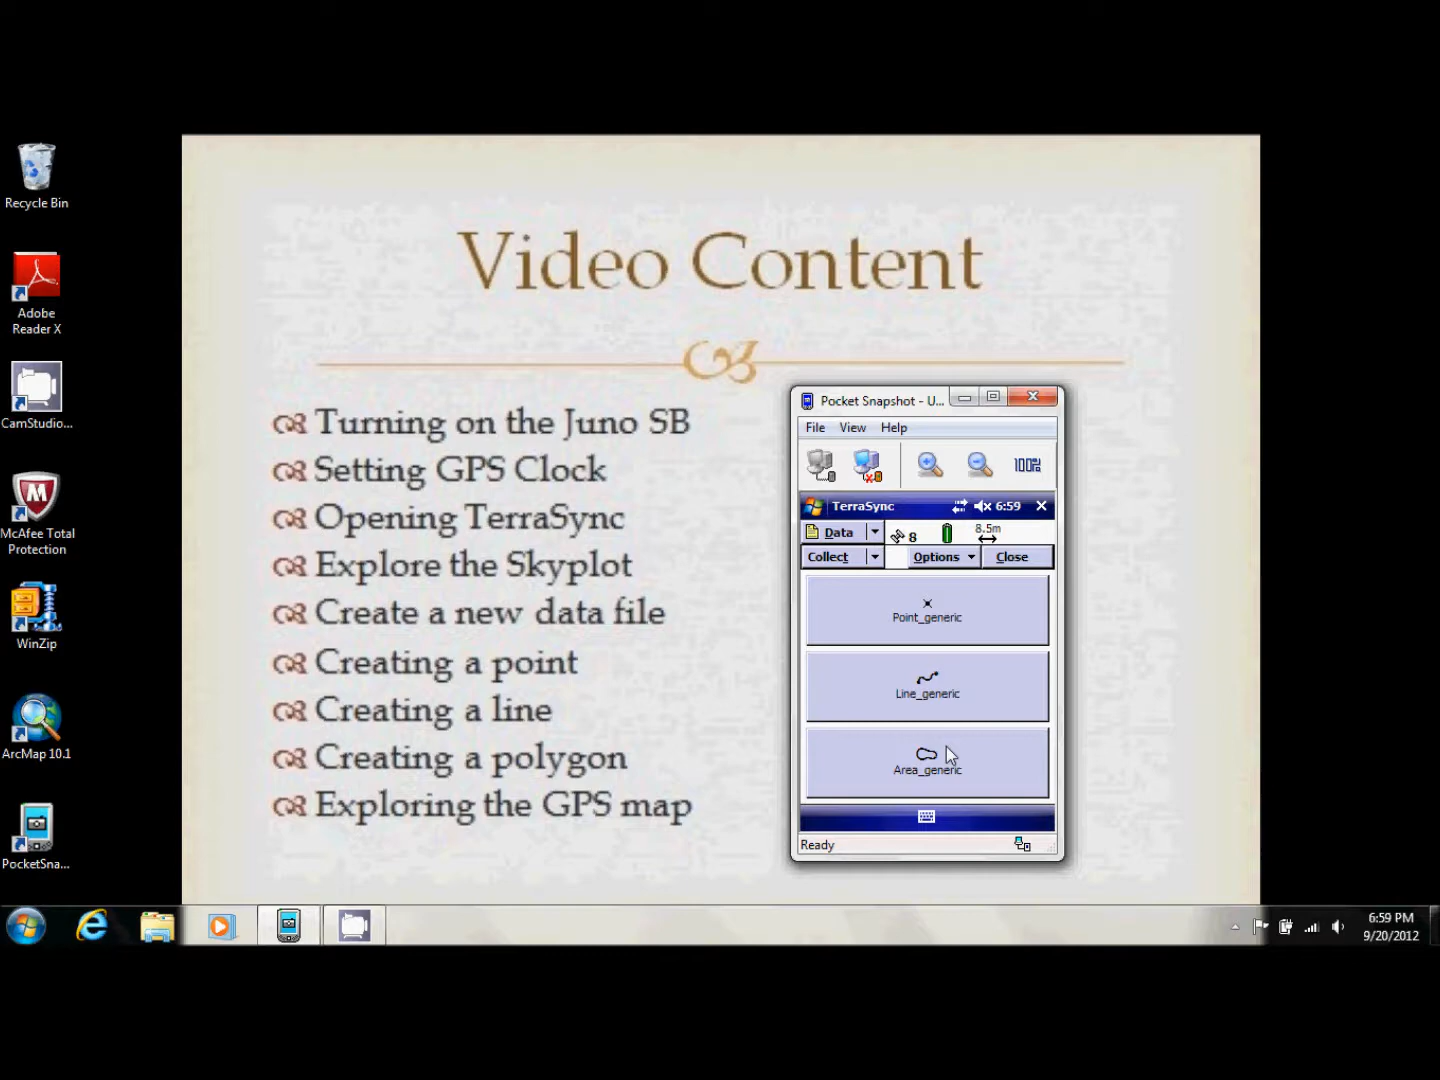 Recycle Bin
Adobe
Reader X
CamStudio...
McAfee Total
Protection
WinZip
ArcMap 10.1
PocketSna...
Video Content
Turning on the Juno SB
Setting GPS Clock
Opening TerraSync
Explore the Skyplot
Create a new data file
Creating a point
Creating a line
Creating a polygon
Exploring the GPS map
Pocket Snapshot - U...
File View Help
100%
TerraSync 6:59
Data 8 8.5m
Collect Options Close
Point_generic
Line_generic
Area_generic
Ready
6:59 PM
9/20/2012